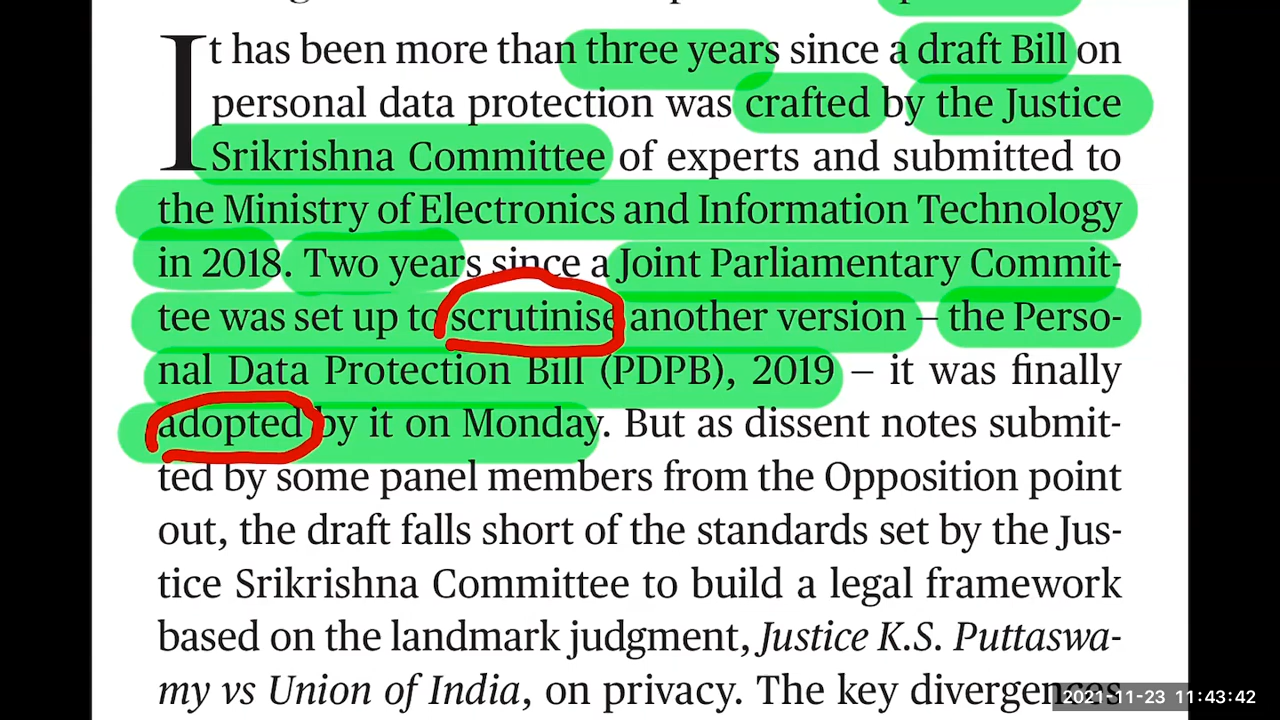 It has been more than three years since a draft Bill on
personal data protection was crafted by the Justice
Srikrishna Committee of experts and submitted to
the Ministry of Electronics and Information Technology
in 2018. Two years since a Joint Parliamentary Commit-
tee was set up to scrutinise another version – the Perso-
nal Data Protection Bill (PDPB), 2019 – it was finally
adopted by it on Monday. But as dissent notes submit-
ted by some panel members from the Opposition point
out, the draft falls short of the standards set by the Jus-
tice Srikrishna Committee to build a legal framework
based on the landmark judgment, Justice K.S. Puttaswa-
my vs Union of India, on privacy. The key divergences
2021-11-23 11:43:42